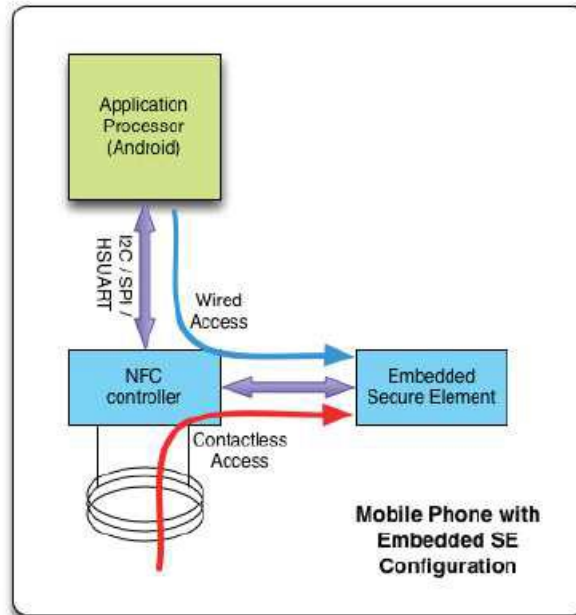 Application
Processor
(Android)
I2C / SPI /
HSUART
Wired
Access
NFC
controller
Embedded
Secure Element
Contactless
Access
Mobile Phone with
Embedded SE
Configuration